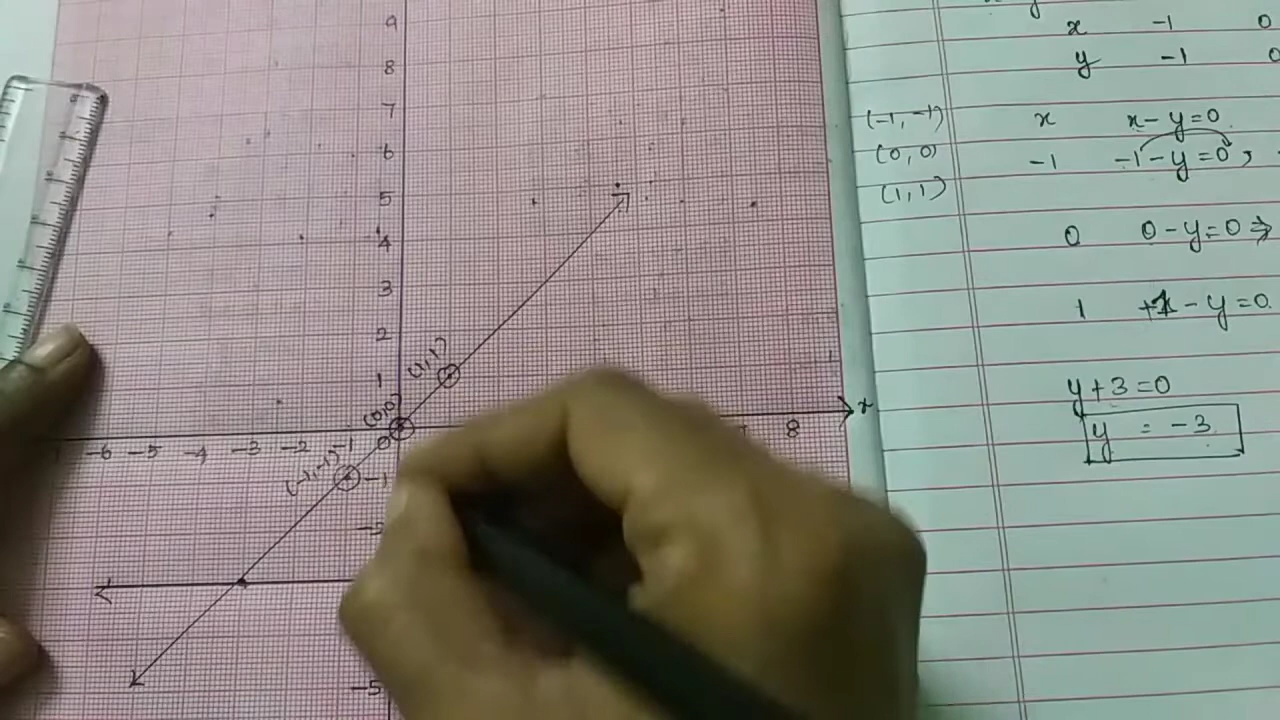 9
8
7
6
5
4
3
2
(1,1)
1
(0,0)
x
-6 -5 -4 -3 -2 -1 0 8
(-1,-1)
-1
-5
x -1 0
y -1 0
(-1,-1) x x-y=0
(0,0) -1 -1-y=0,
(1,1)
0 0-y=0⇒
1 +1-y=0
y+3=0
y = -3